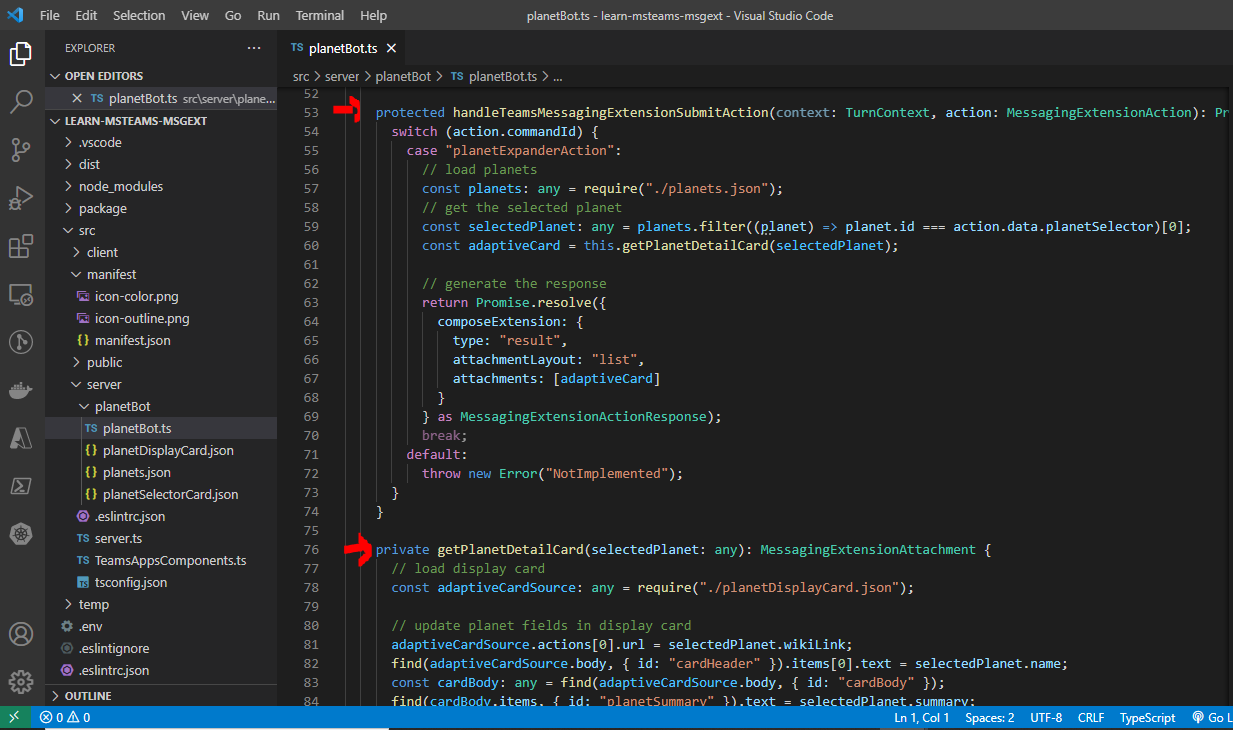 File Edit Selection View Go Run Terminal Help planetBot.ts - learn-msteams-msgext - Visual Studio Code
EXPLORER ···
OPEN EDITORS
TS planetBot.ts src\server\plane...
LEARN-MSTEAMS-MSGEXT
.vscode
dist
node_modules
package
src
client
manifest
icon-color.png
icon-outline.png
{} manifest.json
public
server
planetBot
TS planetBot.ts
{} planetDisplayCard.json
{} planets.json
{} planetSelectorCard.json
.eslintrc.json
TS server.ts
TS TeamsAppsComponents.ts
tsconfig.json
temp
.env
.eslintignore
.eslintrc.json
OUTLINE
TS planetBot.ts
src > server > planetBot > TS planetBot.ts > ...
52
53 protected handleTeamsMessagingExtensionSubmitAction(context: TurnContext, action: MessagingExtensionAction): Pr
54 switch (action.commandId) {
55 case "planetExpanderAction":
56 // load planets
57 const planets: any = require("./planets.json");
58 // get the selected planet
59 const selectedPlanet: any = planets.filter((planet) => planet.id === action.data.planetSelector)[0];
60 const adaptiveCard = this.getPlanetDetailCard(selectedPlanet);
61
62 // generate the response
63 return Promise.resolve({
64 composeExtension: {
65 type: "result",
66 attachmentLayout: "list",
67 attachments: [adaptiveCard]
68 }
69 } as MessagingExtensionActionResponse);
70 break;
71 default:
72 throw new Error("NotImplemented");
73 }
74 }
75
76 private getPlanetDetailCard(selectedPlanet: any): MessagingExtensionAttachment {
77 // load display card
78 const adaptiveCardSource: any = require("./planetDisplayCard.json");
79
80 // update planet fields in display card
81 adaptiveCardSource.actions[0].url = selectedPlanet.wikiLink;
82 find(adaptiveCardSource.body, { id: "cardHeader" }).items[0].text = selectedPlanet.name;
83 const cardBody: any = find(adaptiveCardSource.body, { id: "cardBody" });
84 find(cardBody.items, { id: "planetSummary" }).text = selectedPlanet.summary;
0 0 Ln 1, Col 1 Spaces: 2 UTF-8 CRLF TypeScript Go L